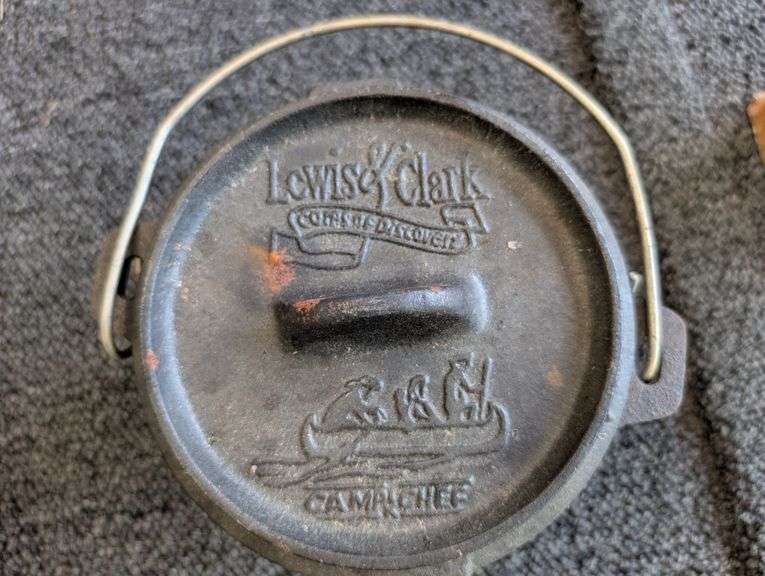 Lewis & Clark
CORPS OF DISCOVERY
CAMP CHEF